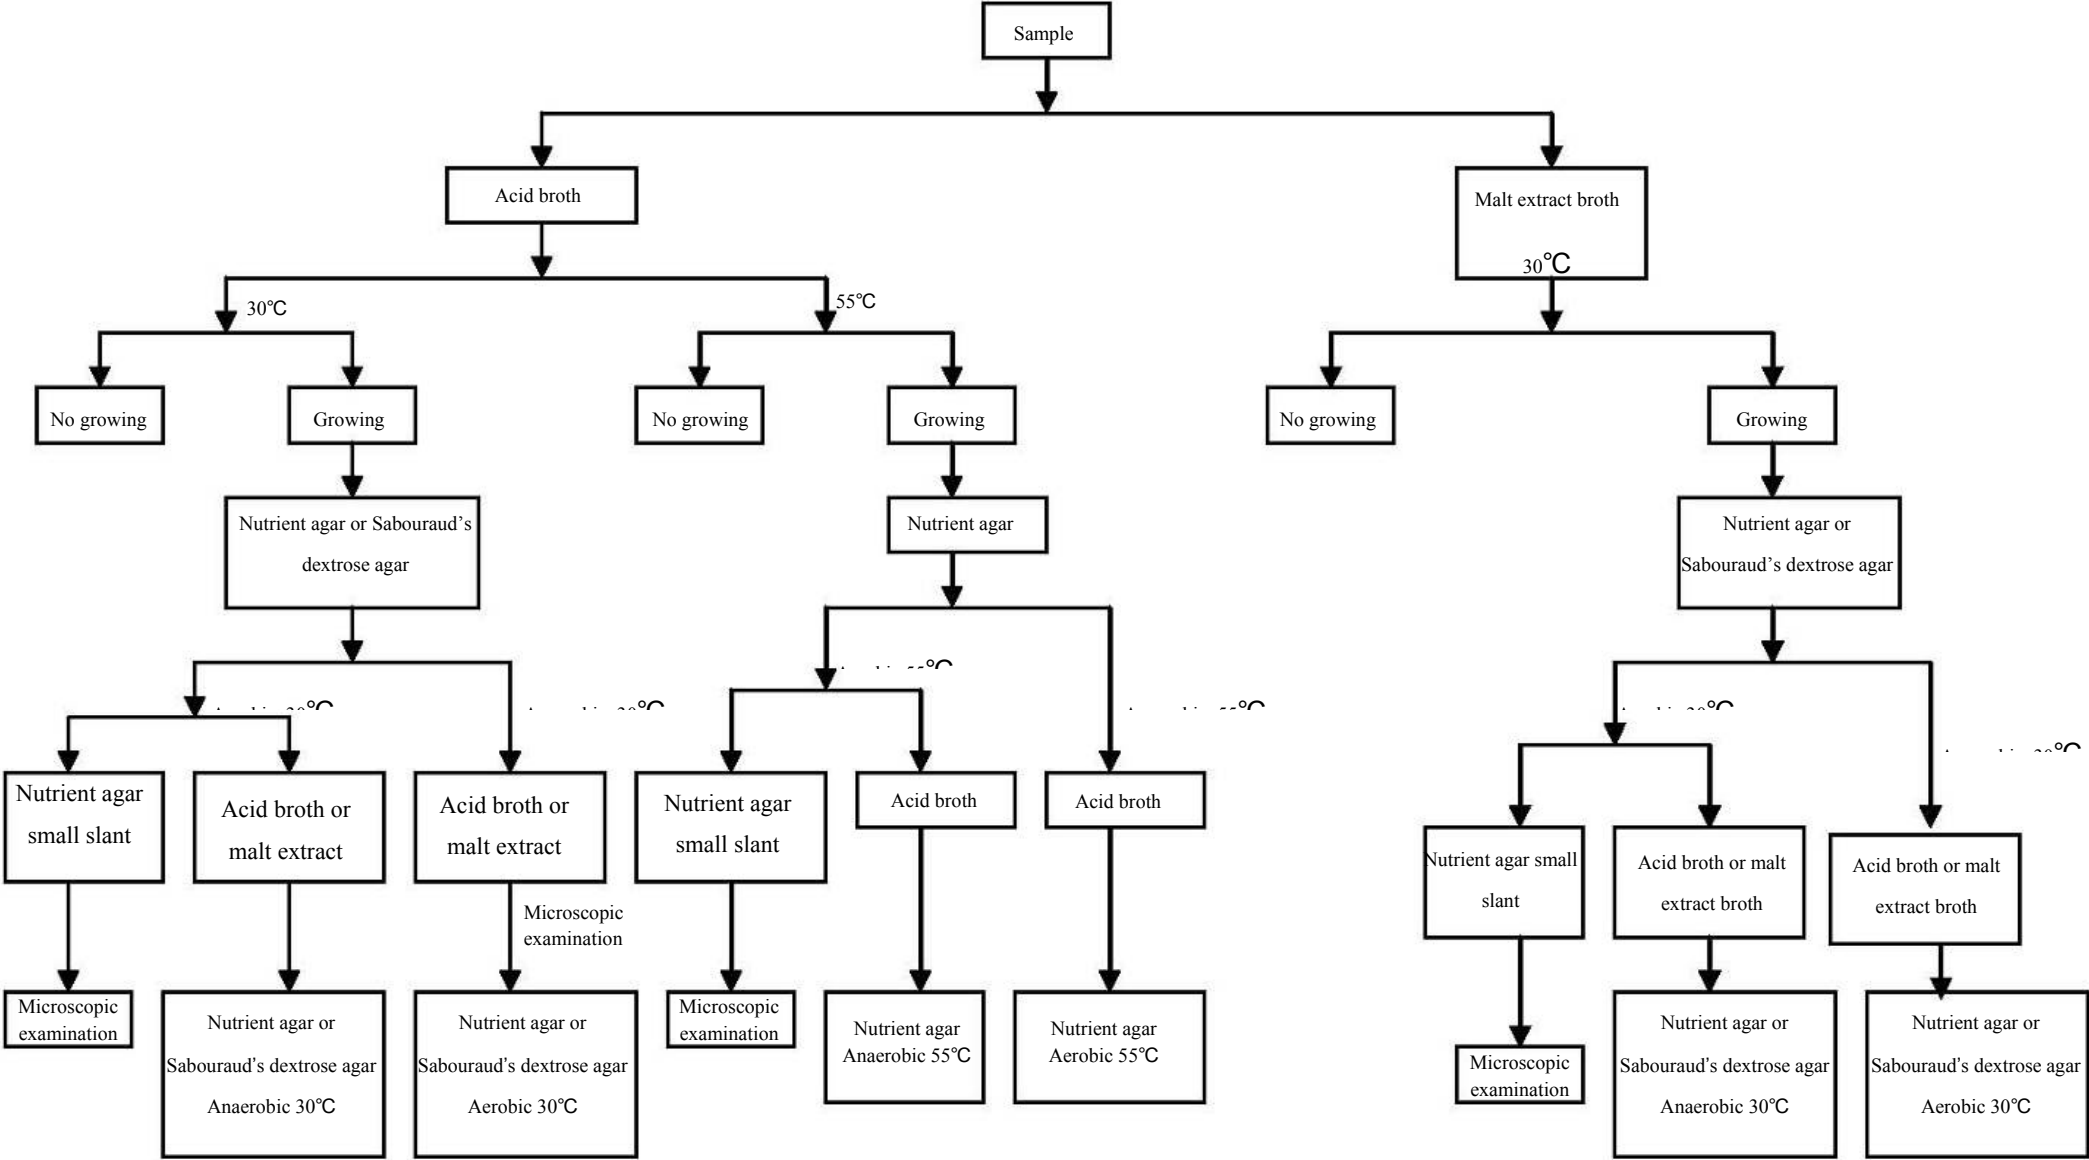 Sample
Acid broth
Malt extract broth
30℃
30℃
55℃
No growing
Growing
No growing
Growing
No growing
Growing
Nutrient agar or Sabouraud's
dextrose agar
Nutrient agar
Nutrient agar or
Sabouraud's dextrose agar
55℃
30℃
30℃
55℃
30℃
30℃
Nutrient agar
small slant
Acid broth or
malt extract
Acid broth or
malt extract
Nutrient agar
small slant
Acid broth
Acid broth
Nutrient agar small
slant
Acid broth or malt
extract broth
Acid broth or malt
extract broth
Microscopic
examination
Microscopic
examination
Nutrient agar or
Sabouraud's dextrose agar
Anaerobic 30℃
Nutrient agar or
Sabouraud's dextrose agar
Aerobic 30℃
Microscopic
examination
Nutrient agar
Anaerobic 55℃
Nutrient agar
Aerobic 55℃
Microscopic
examination
Nutrient agar or
Sabouraud's dextrose agar
Anaerobic 30℃
Nutrient agar or
Sabouraud's dextrose agar
Aerobic 30℃